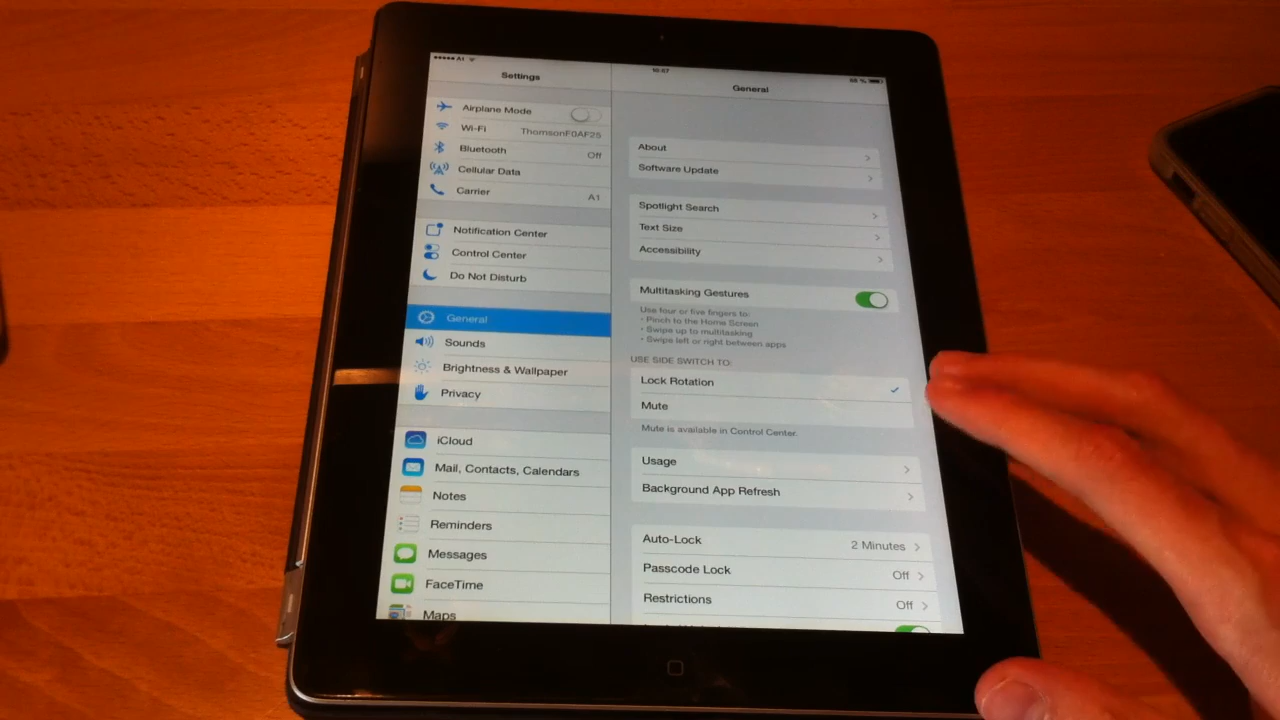 A1
10:57
Settings
Airplane Mode
Wi-Fi ThomsonF0AF25
Bluetooth Off
Cellular Data
Carrier A1
Notification Center
Control Center
Do Not Disturb
General
Sounds
Brightness & Wallpaper
Privacy
iCloud
Mail, Contacts, Calendars
Notes
Reminders
Messages
FaceTime
Maps
General
About
Software Update
Spotlight Search
Text Size
Accessibility
Multitasking Gestures
Use four or five fingers to:
• Pinch to the Home Screen
• Swipe up to multitasking
• Swipe left or right between apps
USE SIDE SWITCH TO:
Lock Rotation
Mute
Mute is available in Control Center.
Usage
Background App Refresh
Auto-Lock 2 Minutes
Passcode Lock Off
Restrictions Off